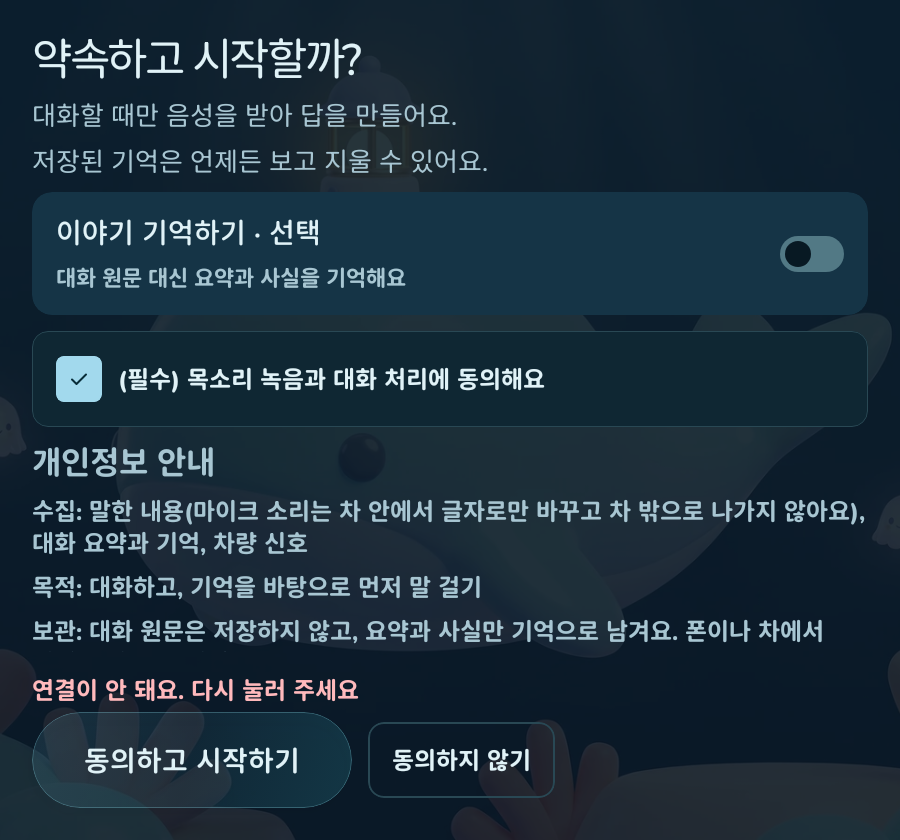 약속하고 시작할까?
대화할 때만 음성을 받아 답을 만들어요.
저장된 기억은 언제든 보고 지울 수 있어요.
이야기 기억하기 · 선택
대화 원문 대신 요약과 사실을 기억해요
(필수) 목소리 녹음과 대화 처리에 동의해요
개인정보 안내
수집: 말한 내용(마이크 소리는 차 안에서 글자로만 바꾸고 차 밖으로 나가지 않아요),
대화 요약과 기억, 차량 신호
목적: 대화하고, 기억을 바탕으로 먼저 말 걸기
보관: 대화 원문은 저장하지 않고, 요약과 사실만 기억으로 남겨요. 폰이나 차에서
연결이 안 돼요. 다시 눌러 주세요
동의하고 시작하기
동의하지 않기